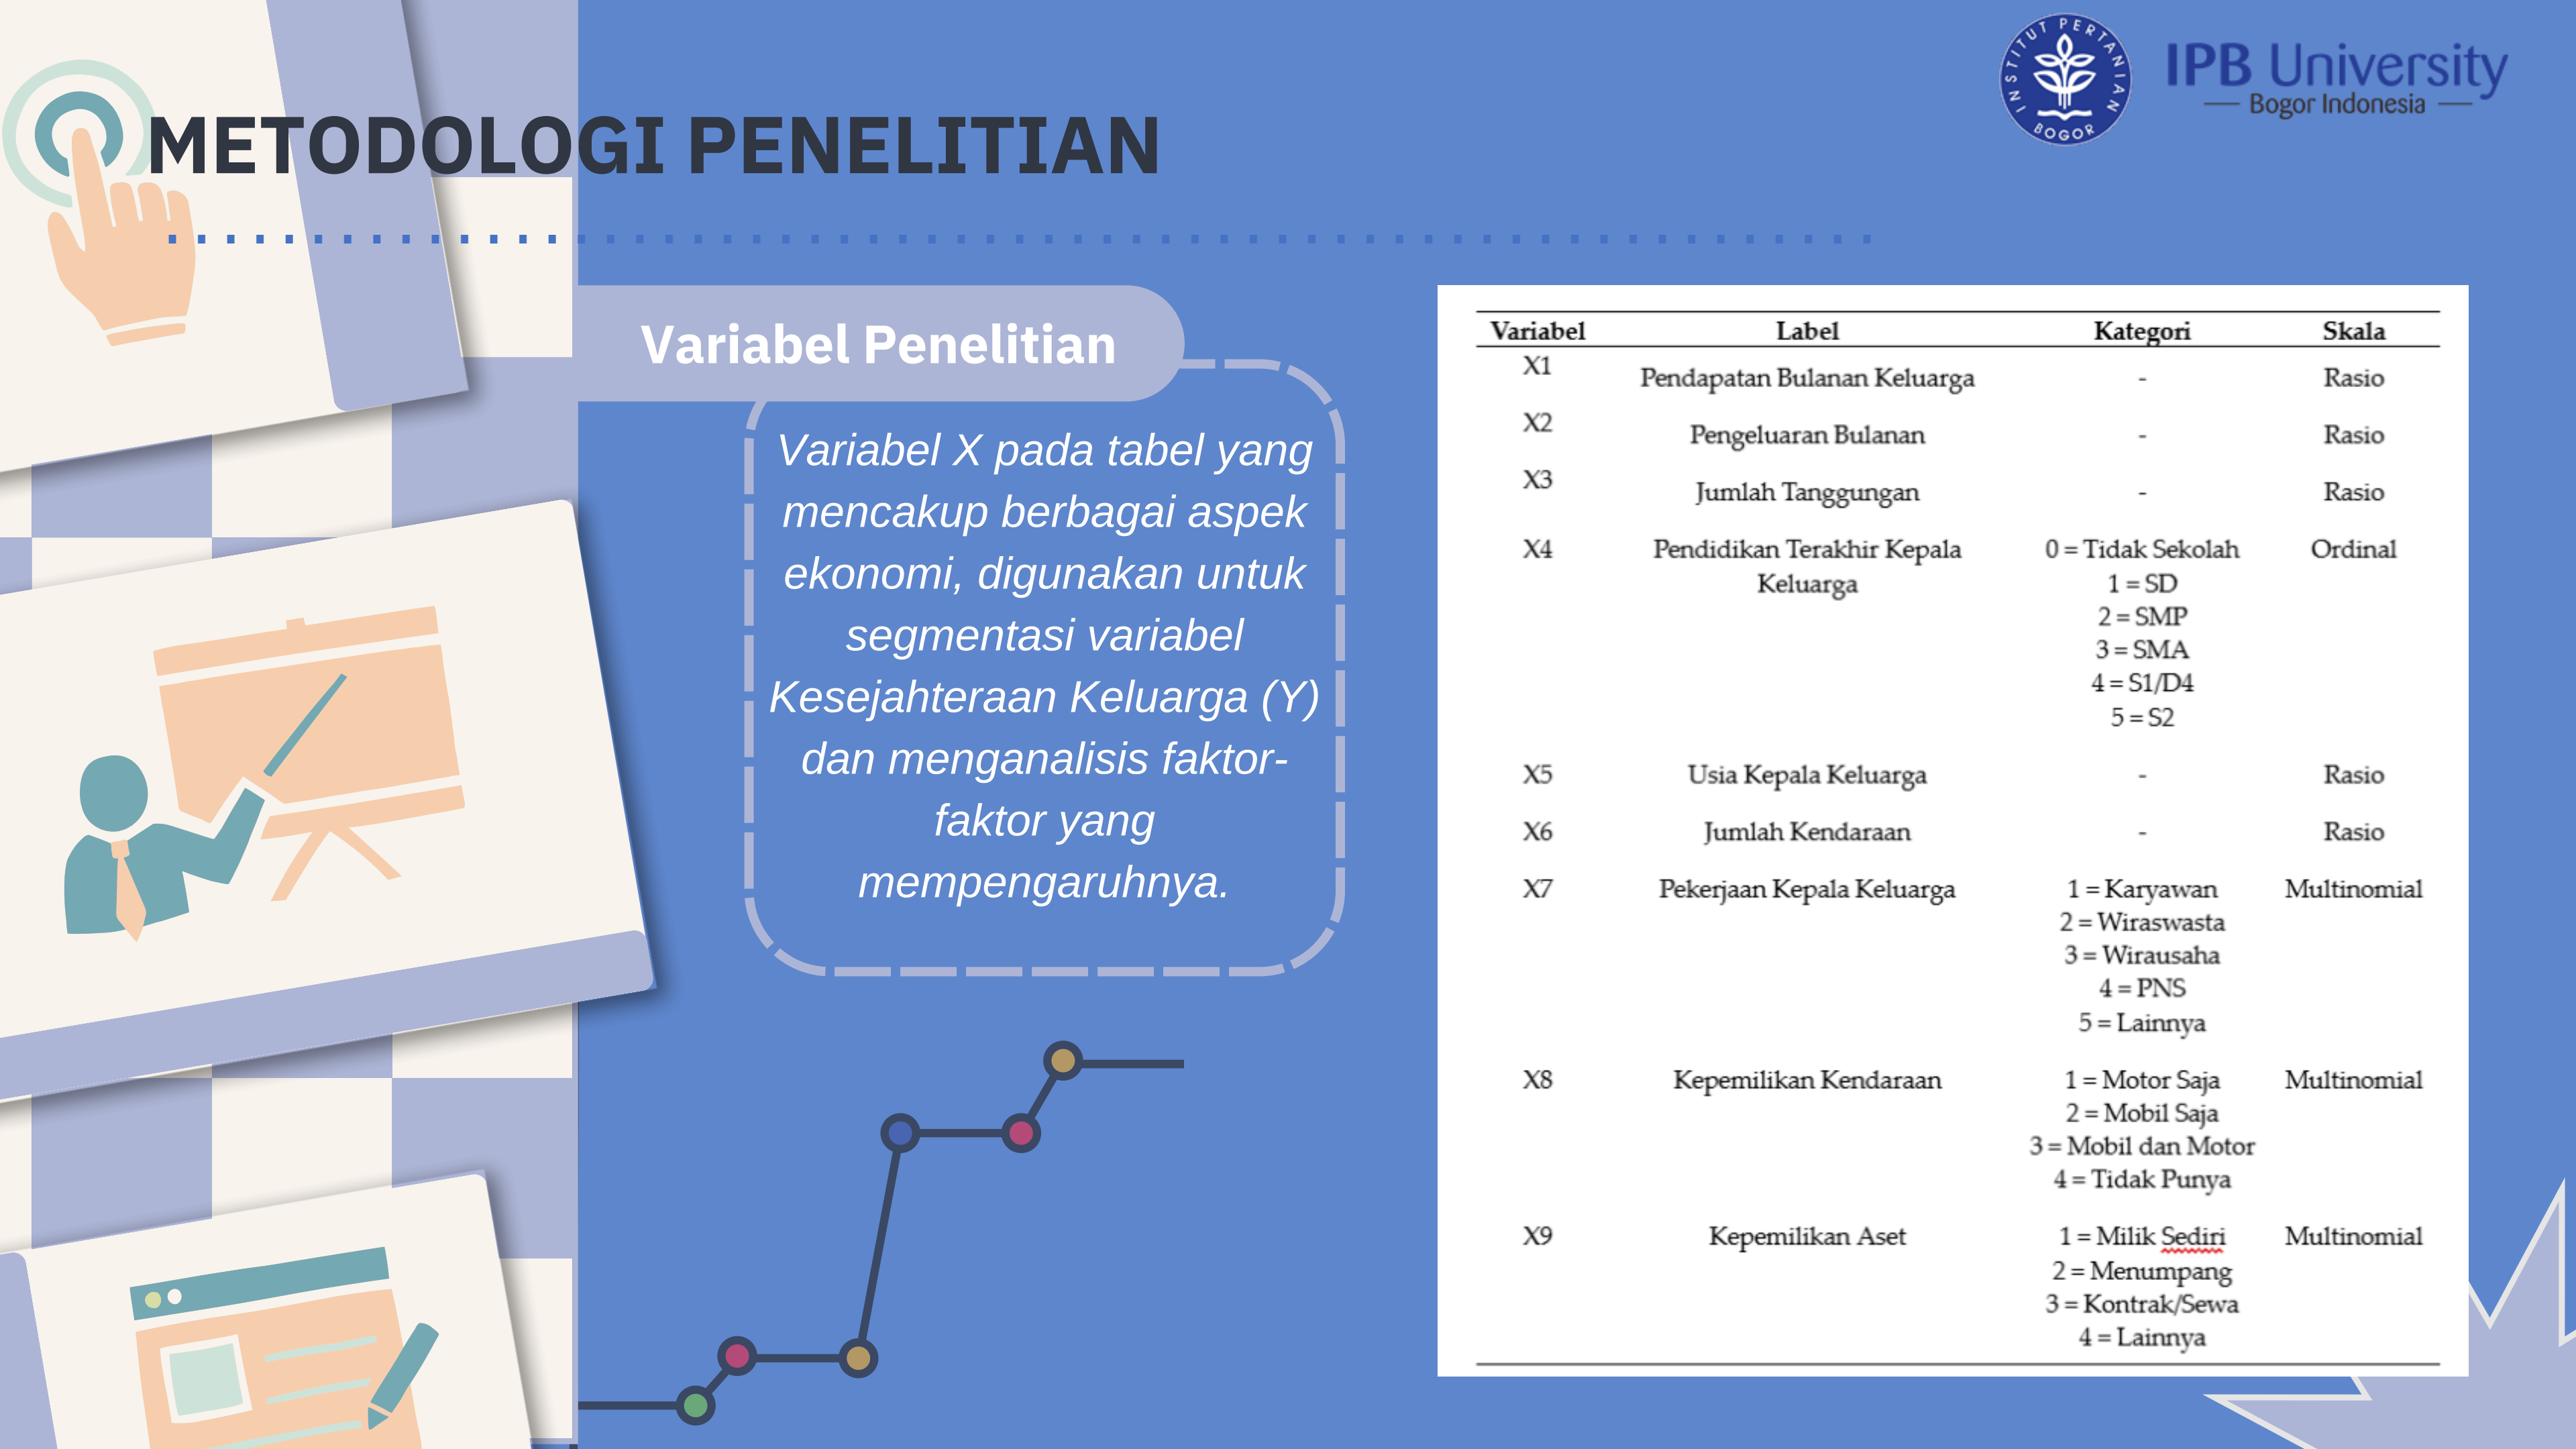 INSTITUT PERTANIAN BOGOR
IPB University
Bogor Indonesia
METODOLOGI PENELITIAN
Variabel Penelitian
Variabel X pada tabel yang
mencakup berbagai aspek
ekonomi, digunakan untuk
segmentasi variabel
Kesejahteraan Keluarga (Y)
dan menganalisis faktor-
faktor yang
mempengaruhnya.
Variabel Label Kategori Skala
X1 Pendapatan Bulanan Keluarga - Rasio
X2 Pengeluaran Bulanan - Rasio
X3 Jumlah Tanggungan - Rasio
X4 Pendidikan Terakhir Kepala 0 = Tidak Sekolah Ordinal
Keluarga 1 = SD
2 = SMP
3 = SMA
4 = S1/D4
5 = S2
X5 Usia Kepala Keluarga - Rasio
X6 Jumlah Kendaraan - Rasio
X7 Pekerjaan Kepala Keluarga 1 = Karyawan Multinomial
2 = Wiraswasta
3 = Wirausaha
4 = PNS
5 = Lainnya
X8 Kepemilikan Kendaraan 1 = Motor Saja Multinomial
2 = Mobil Saja
3 = Mobil dan Motor
4 = Tidak Punya
X9 Kepemilikan Aset 1 = Milik Sediri Multinomial
2 = Menumpang
3 = Kontrak/Sewa
4 = Lainnya